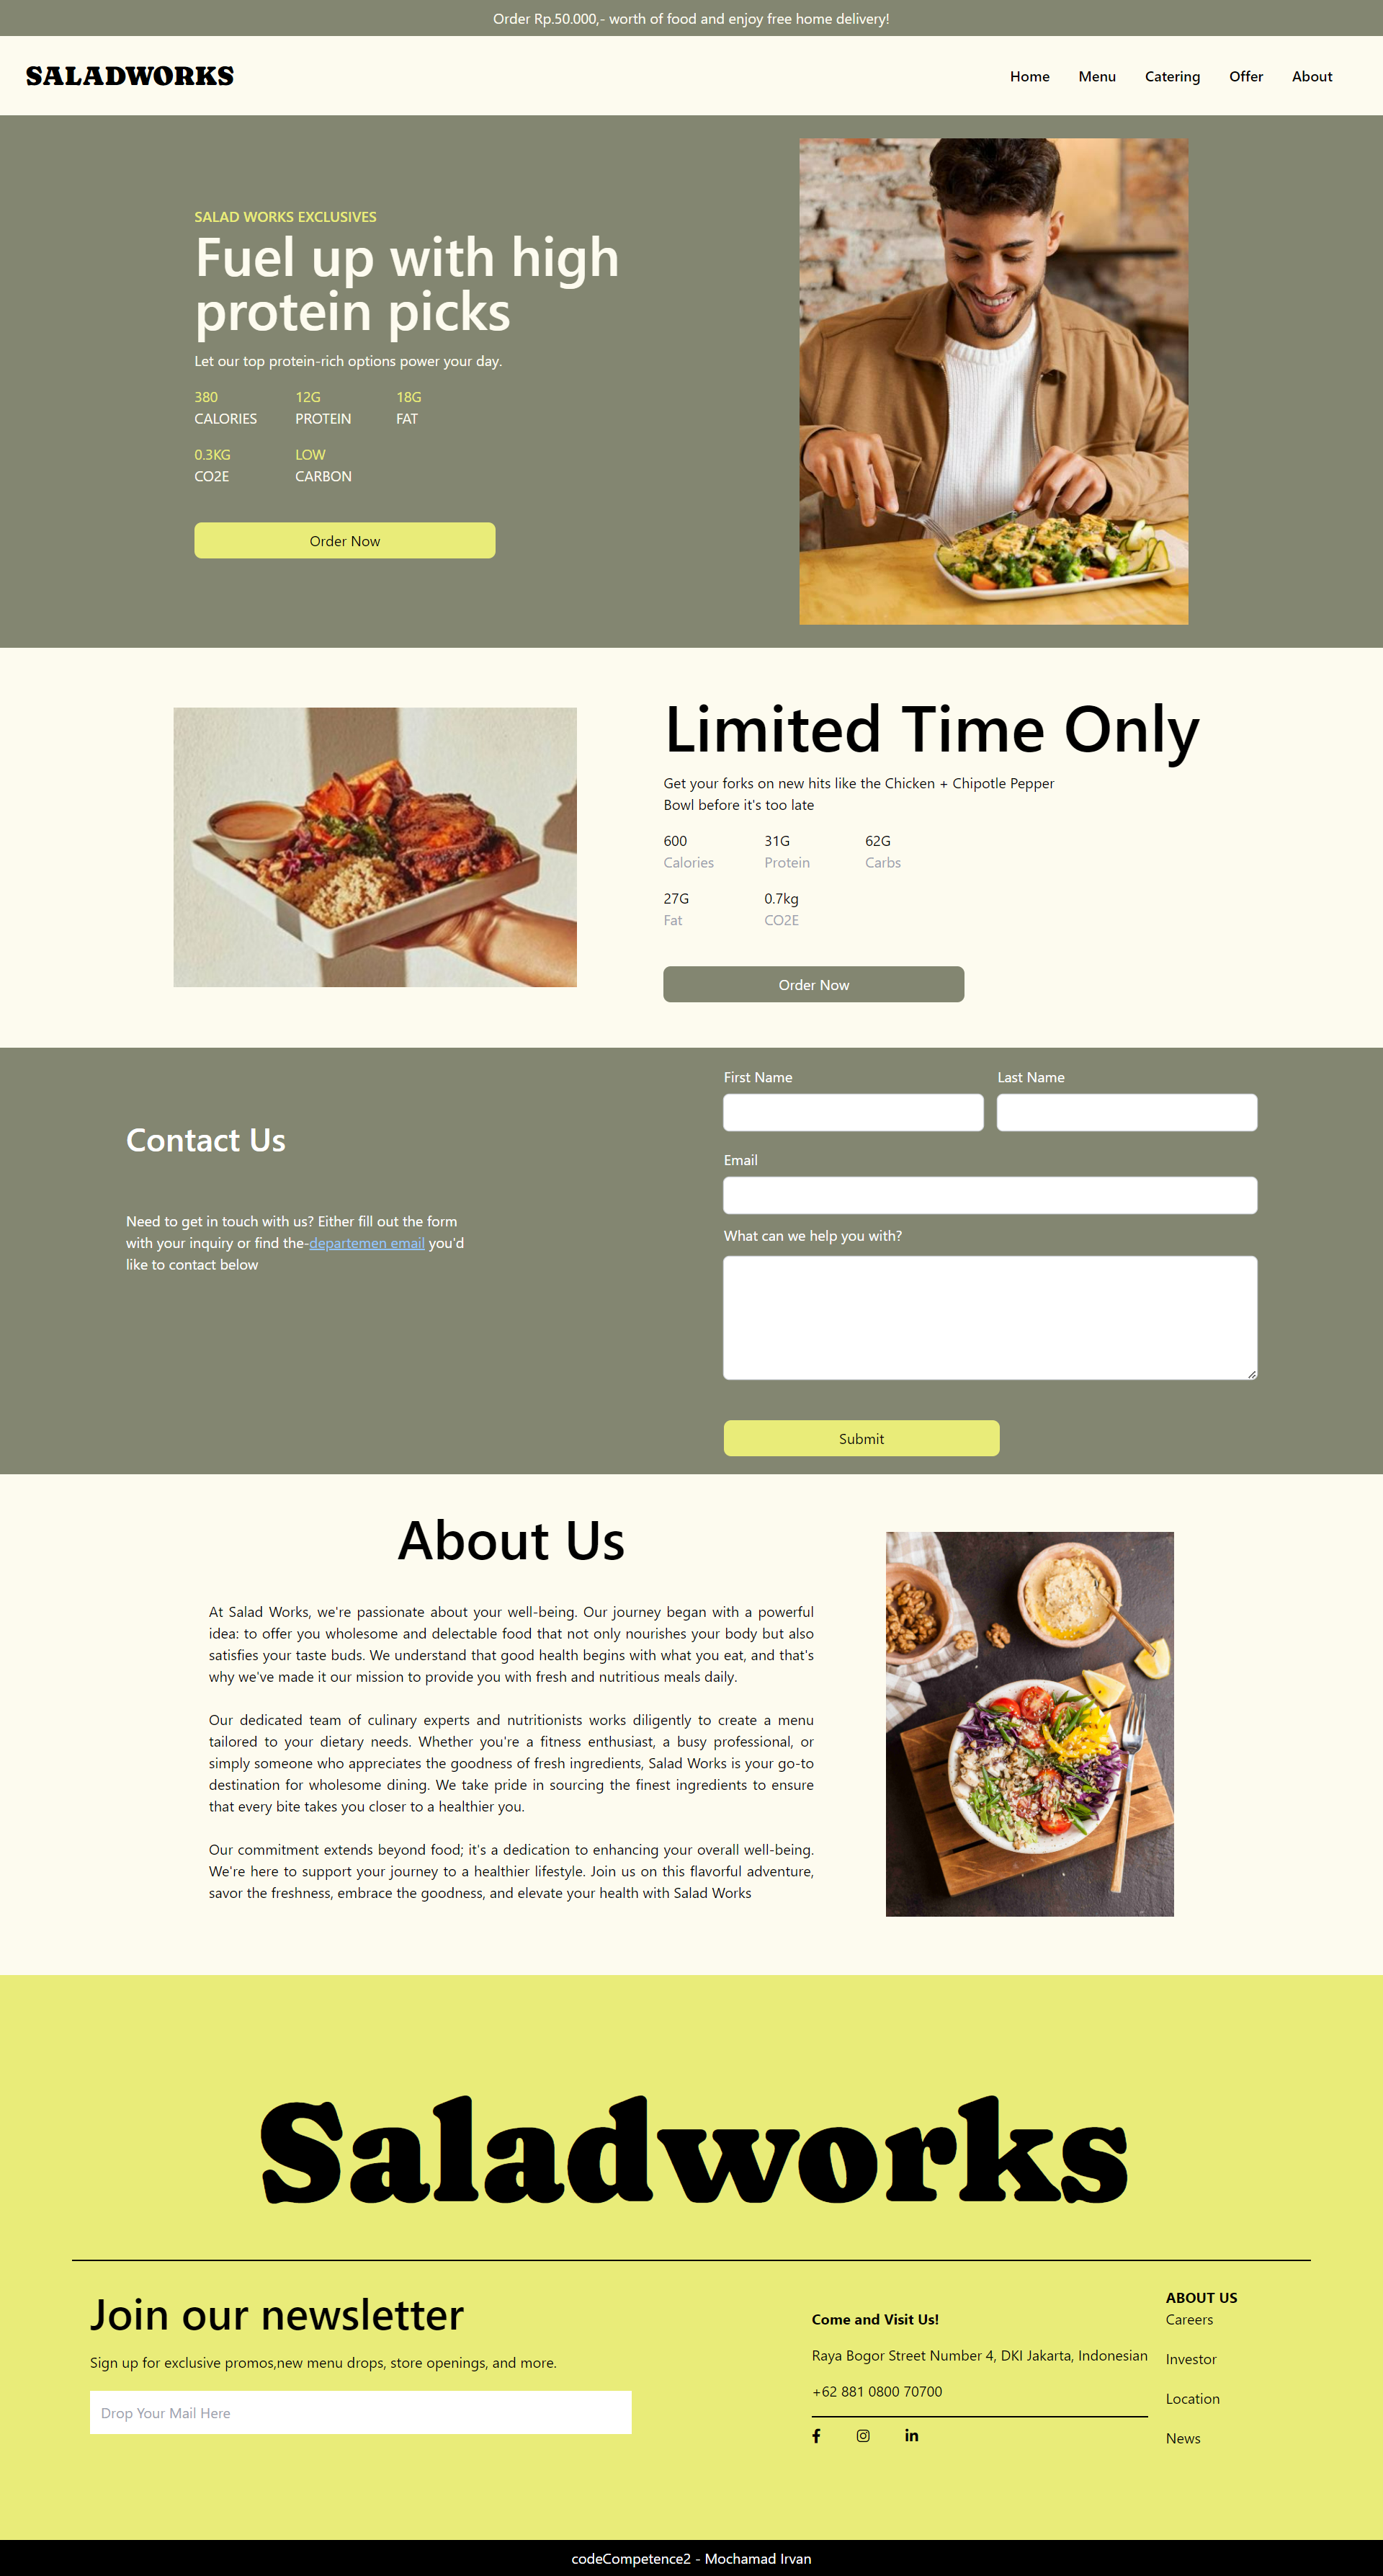 Order Rp.50.000,- worth of food and enjoy free home delivery!
SALADWORKS
Home Menu Catering Offer About
SALAD WORKS EXCLUSIVES
Fuel up with high
protein picks
Let our top protein-rich options power your day.
380 12G 18G
CALORIES PROTEIN FAT
0.3KG LOW
CO2E CARBON
Order Now
Limited Time Only
Get your forks on new hits like the Chicken + Chipotle Pepper
Bowl before it's too late
600 31G 62G
Calories Protein Carbs
27G 0.7kg
Fat CO2E
Order Now
Contact Us
Need to get in touch with us? Either fill out the form
with your inquiry or find the-departemen email you'd
like to contact below
First Name Last Name
Email
What can we help you with?
Submit
About Us
At Salad Works, we're passionate about your well-being. Our journey began with a powerful
idea: to offer you wholesome and delectable food that not only nourishes your body but also
satisfies your taste buds. We understand that good health begins with what you eat, and that's
why we've made it our mission to provide you with fresh and nutritious meals daily.
Our dedicated team of culinary experts and nutritionists works diligently to create a menu
tailored to your dietary needs. Whether you're a fitness enthusiast, a busy professional, or
simply someone who appreciates the goodness of fresh ingredients, Salad Works is your go-to
destination for wholesome dining. We take pride in sourcing the finest ingredients to ensure
that every bite takes you closer to a healthier you.
Our commitment extends beyond food; it's a dedication to enhancing your overall well-being.
We're here to support your journey to a healthier lifestyle. Join us on this flavorful adventure,
savor the freshness, embrace the goodness, and elevate your health with Salad Works
Saladworks
Join our newsletter
Sign up for exclusive promos,new menu drops, store openings, and more.
Drop Your Mail Here
Come and Visit Us!
Raya Bogor Street Number 4, DKI Jakarta, Indonesian
+62 881 0800 70700
ABOUT US
Careers
Investor
Location
News
codeCompetence2 - Mochamad Irvan